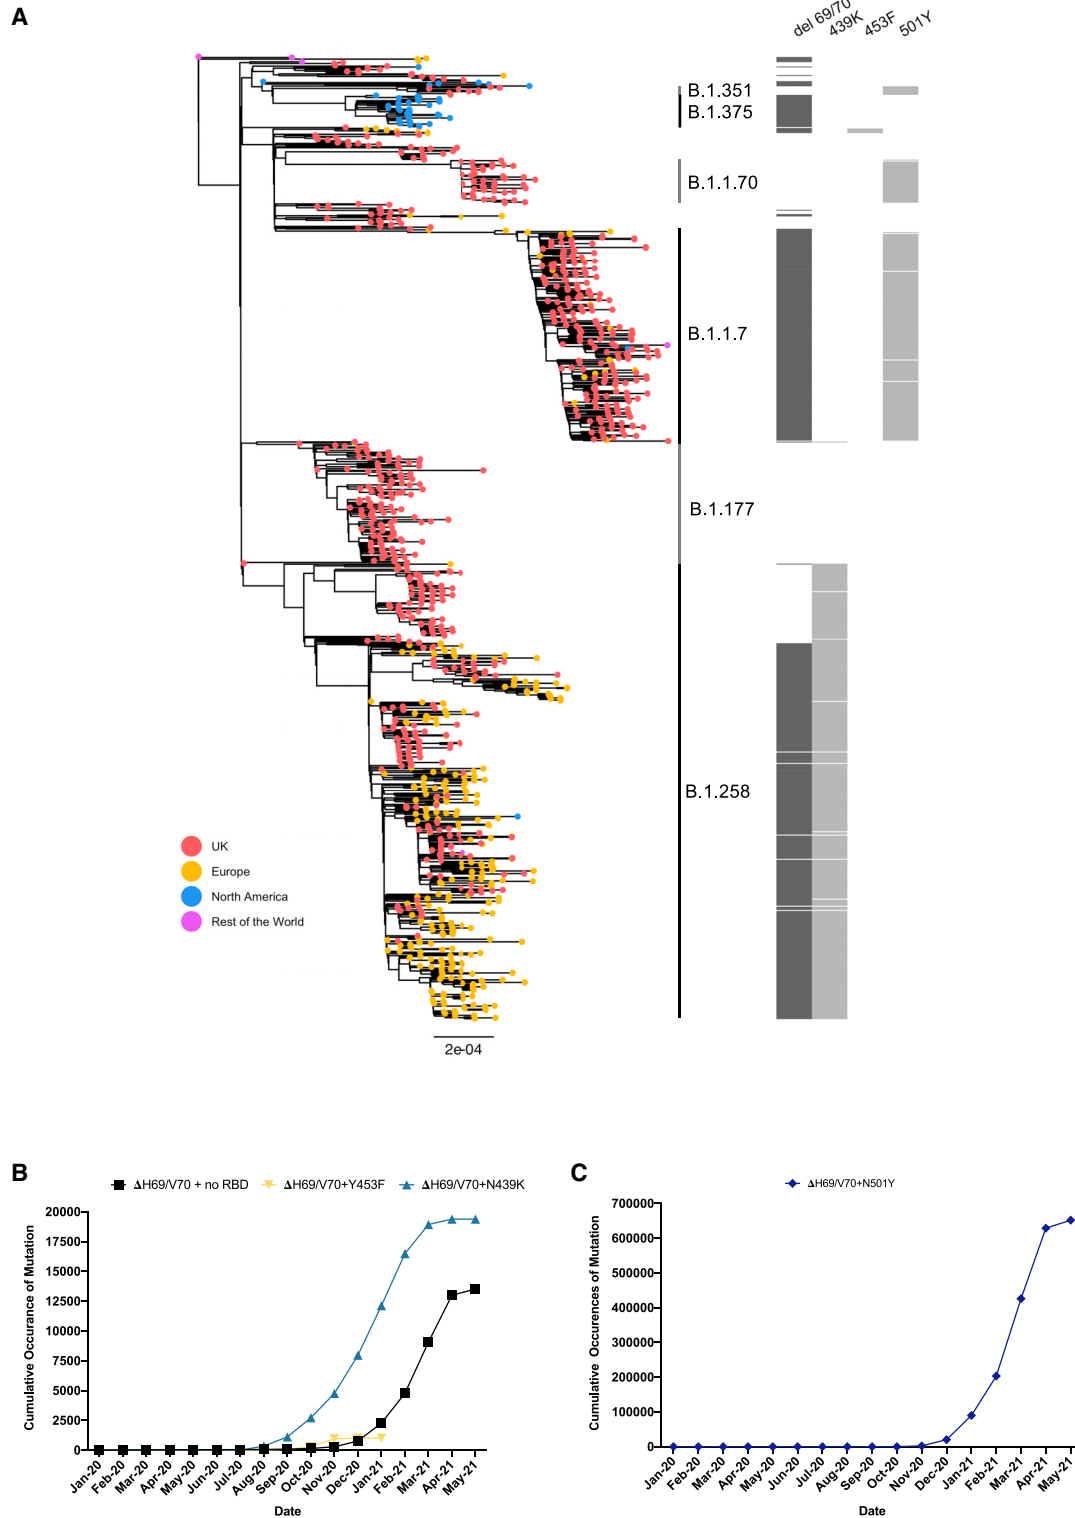 A
del 69/70
439K
453F
501Y
B.1.351
B.1.375
B.1.1.70
B.1.1.7
B.1.177
B.1.258
UK
Europe
North America
Rest of the World
2e-04
B
ΔH69/V70 + no RBD
ΔH69/V70+Y453F
ΔH69/V70+N439K
Cumulative Occurance of Mutation
20000
17500
15000
12500
10000
7500
5000
2500
0
Jan-20
Feb-20
Mar-20
Apr-20
May-20
Jun-20
Jul-20
Aug-20
Sep-20
Oct-20
Nov-20
Dec-20
Jan-21
Feb-21
Mar-21
Apr-21
May-21
Date
C
ΔH69/V70+N501Y
Cumulative Occurences of Mutation
700000
600000
500000
400000
300000
200000
100000
0
Jan-20
Feb-20
Mar-20
Apr-20
May-20
Jun-20
Jul-20
Aug-20
Sep-20
Oct-20
Nov-20
Dec-20
Jan-21
Feb-21
Mar-21
Apr-21
May-21
Date